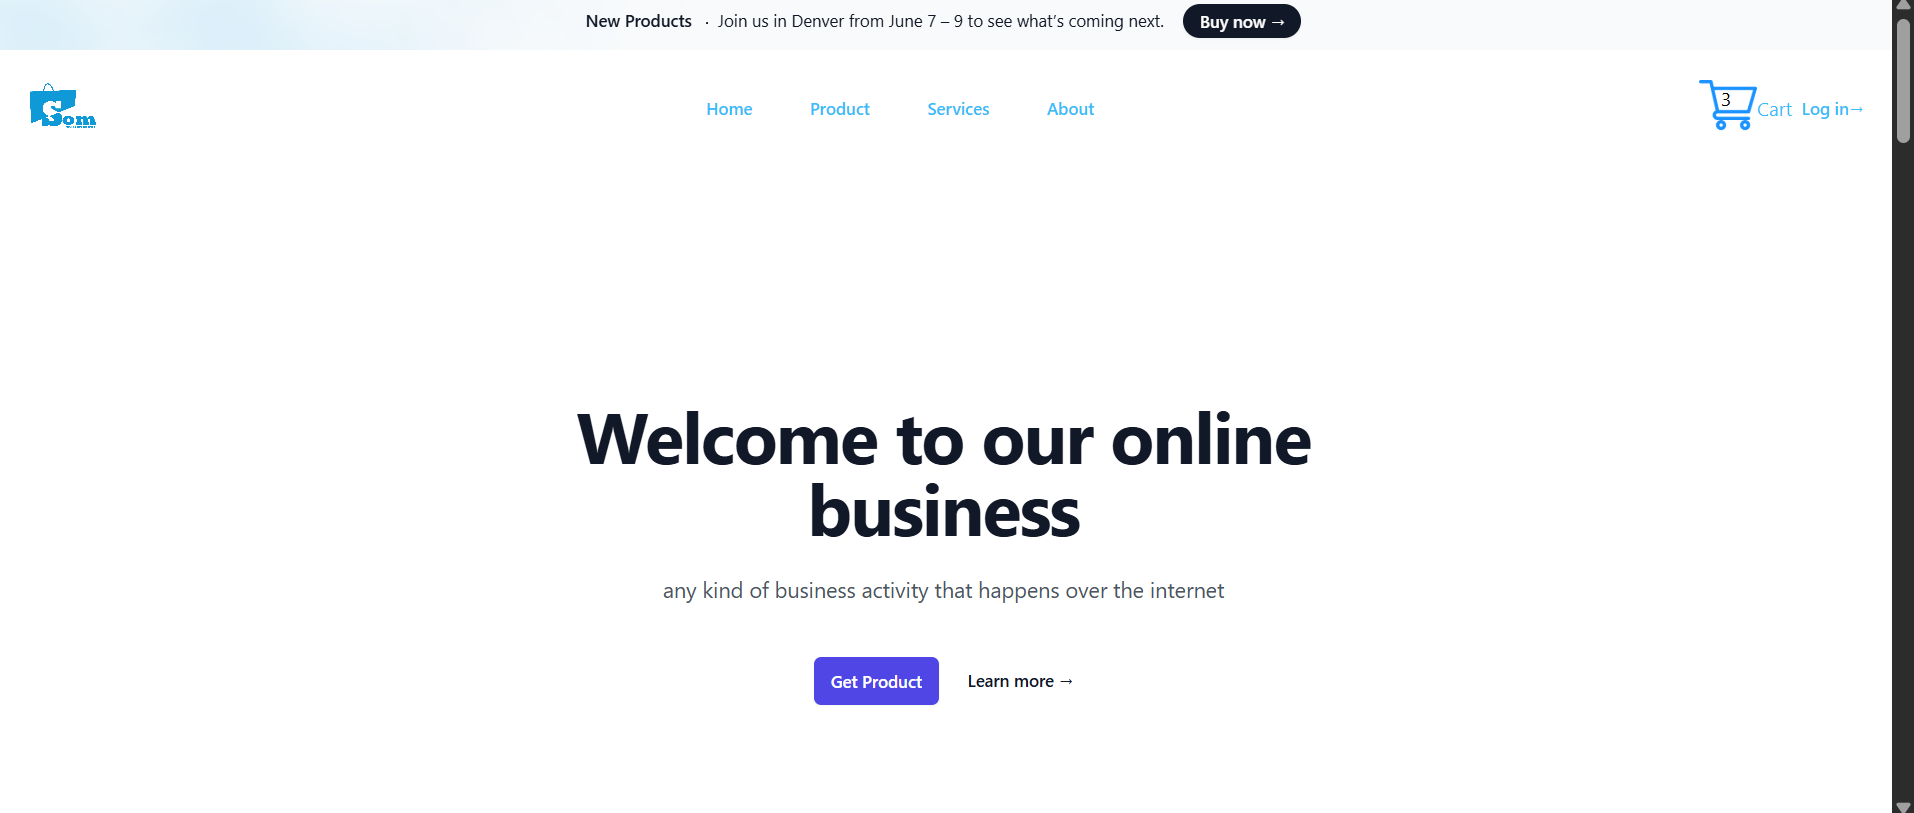 New Products · Join us in Denver from June 7 – 9 to see what’s coming next. Buy now →
Som
Home Product Services About
3 Cart Log in→
Welcome to our online
business
any kind of business activity that happens over the internet
Get Product Learn more →